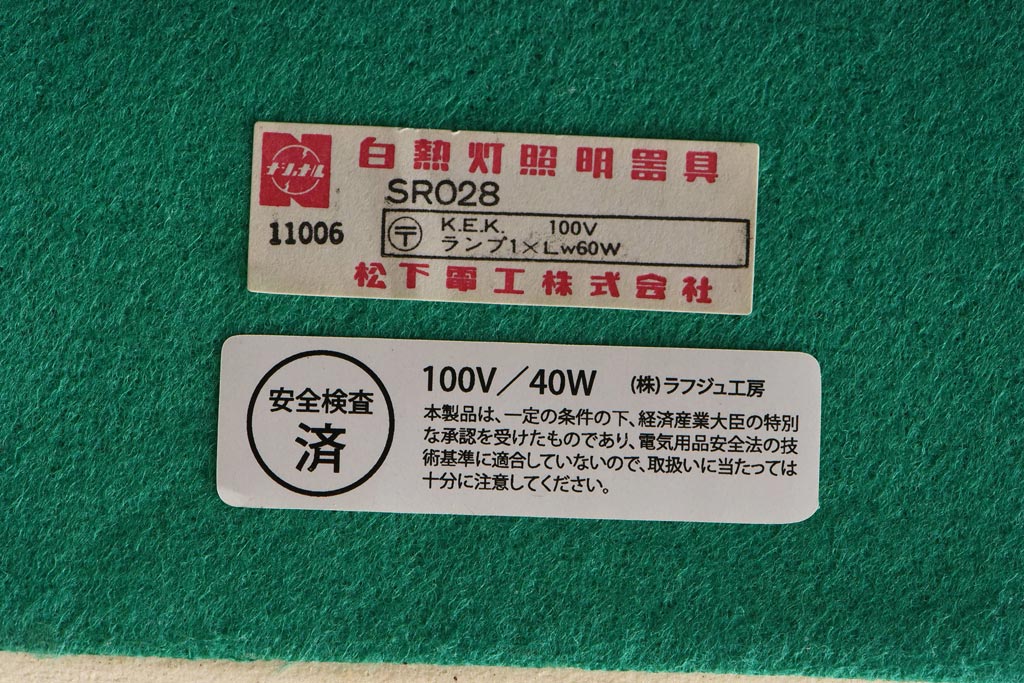 N
ナショナル
白熱灯照明器具
SR028
11006
〒
K.E.K. 100V
ランプ1×Lw60W
松下電工株式会社
安全検査
済
100V/40W (株)ラフジュ工房
本製品は、一定の条件の下、経済産業大臣の特別
な承認を受けたものであり、電気用品安全法の技
術基準に適合していないので、取扱いに当たっては
十分に注意してください。